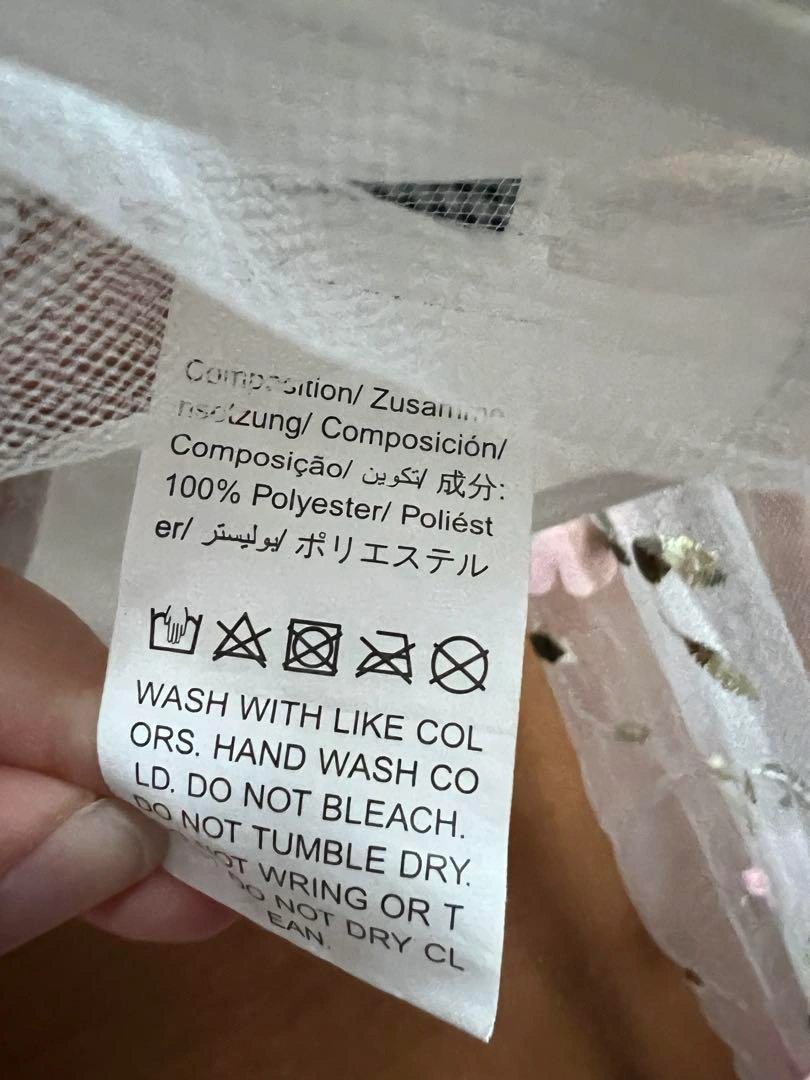 Composition/ Zusamme
nsetzung/ Composición/
Composição/ تكوين/ 成分:
100% Polyester/ Poliést
er/ بوليستر/ ポリエステル
WASH WITH LIKE COL
ORS. HAND WASH CO
LD. DO NOT BLEACH.
DO NOT TUMBLE DRY.
NOT WRING OR T
DO NOT DRY CL
EAN.